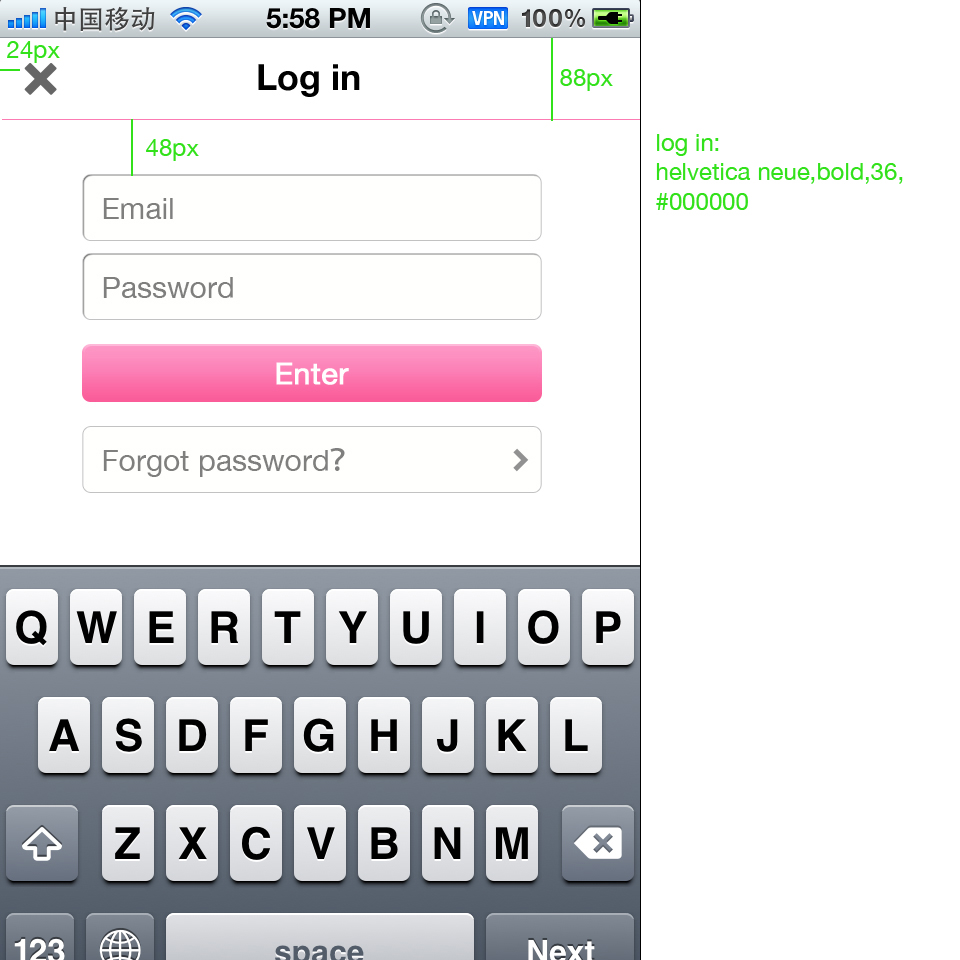 中国移动 5:58 PM VPN 100%
24px
Log in
88px
48px
log in:
helvetica neue,bold,36,
#000000
Email
Password
Enter
Forgot password?
Q W E R T Y U I O P
A S D F G H J K L
Z X C V B N M
123 space Next